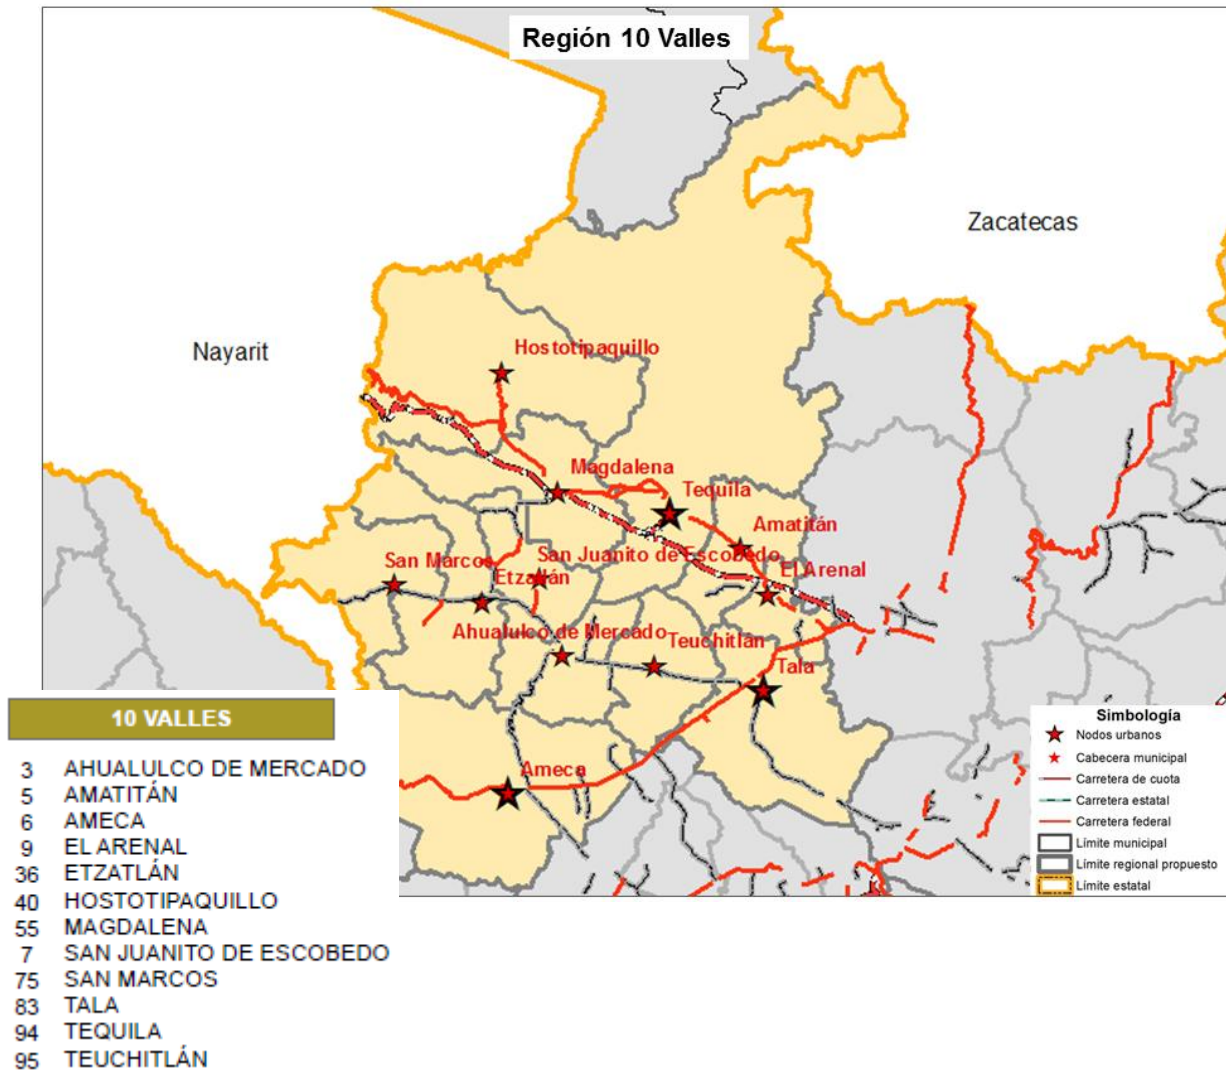 Región 10 Valles
Zacatecas
Nayarit
Hostotipaquillo
Magdalena
Tequila
Amatitán
San Juanito de Escobedo
San Marcos
Etzatlán
El Arenal
Ahualulco de Mercado
Teuchitlán
Tala
Ameca
10 VALLES
3 AHUALULCO DE MERCADO
5 AMATITÁN
6 AMECA
9 EL ARENAL
36 ETZATLÁN
40 HOSTOTIPAQUILLO
55 MAGDALENA
7 SAN JUANITO DE ESCOBEDO
75 SAN MARCOS
83 TALA
94 TEQUILA
95 TEUCHITLÁN
Simbología
Nodos urbanos
Cabecera municipal
Carretera de cuota
Carretera estatal
Carretera federal
Límite municipal
Límite regional propuesto
Límite estatal